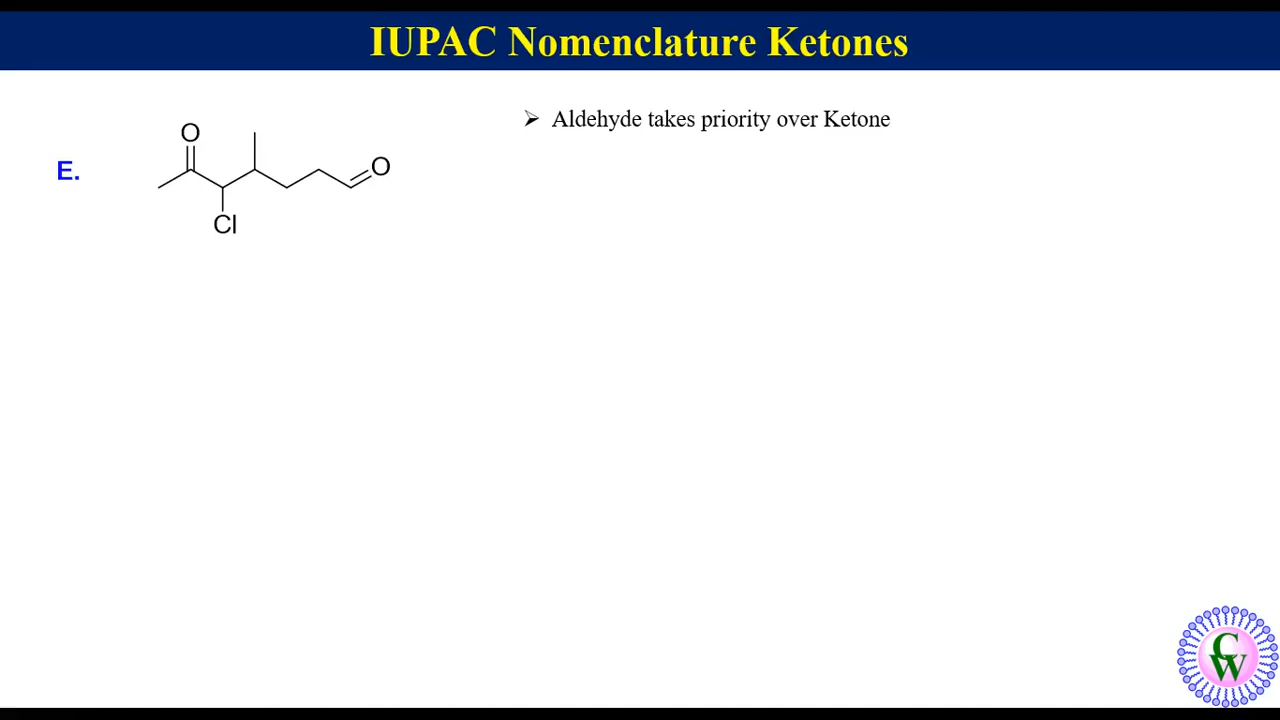 IUPAC Nomenclature Ketones
➢ Aldehyde takes priority over Ketone
O
O
E.
Cl
C
W